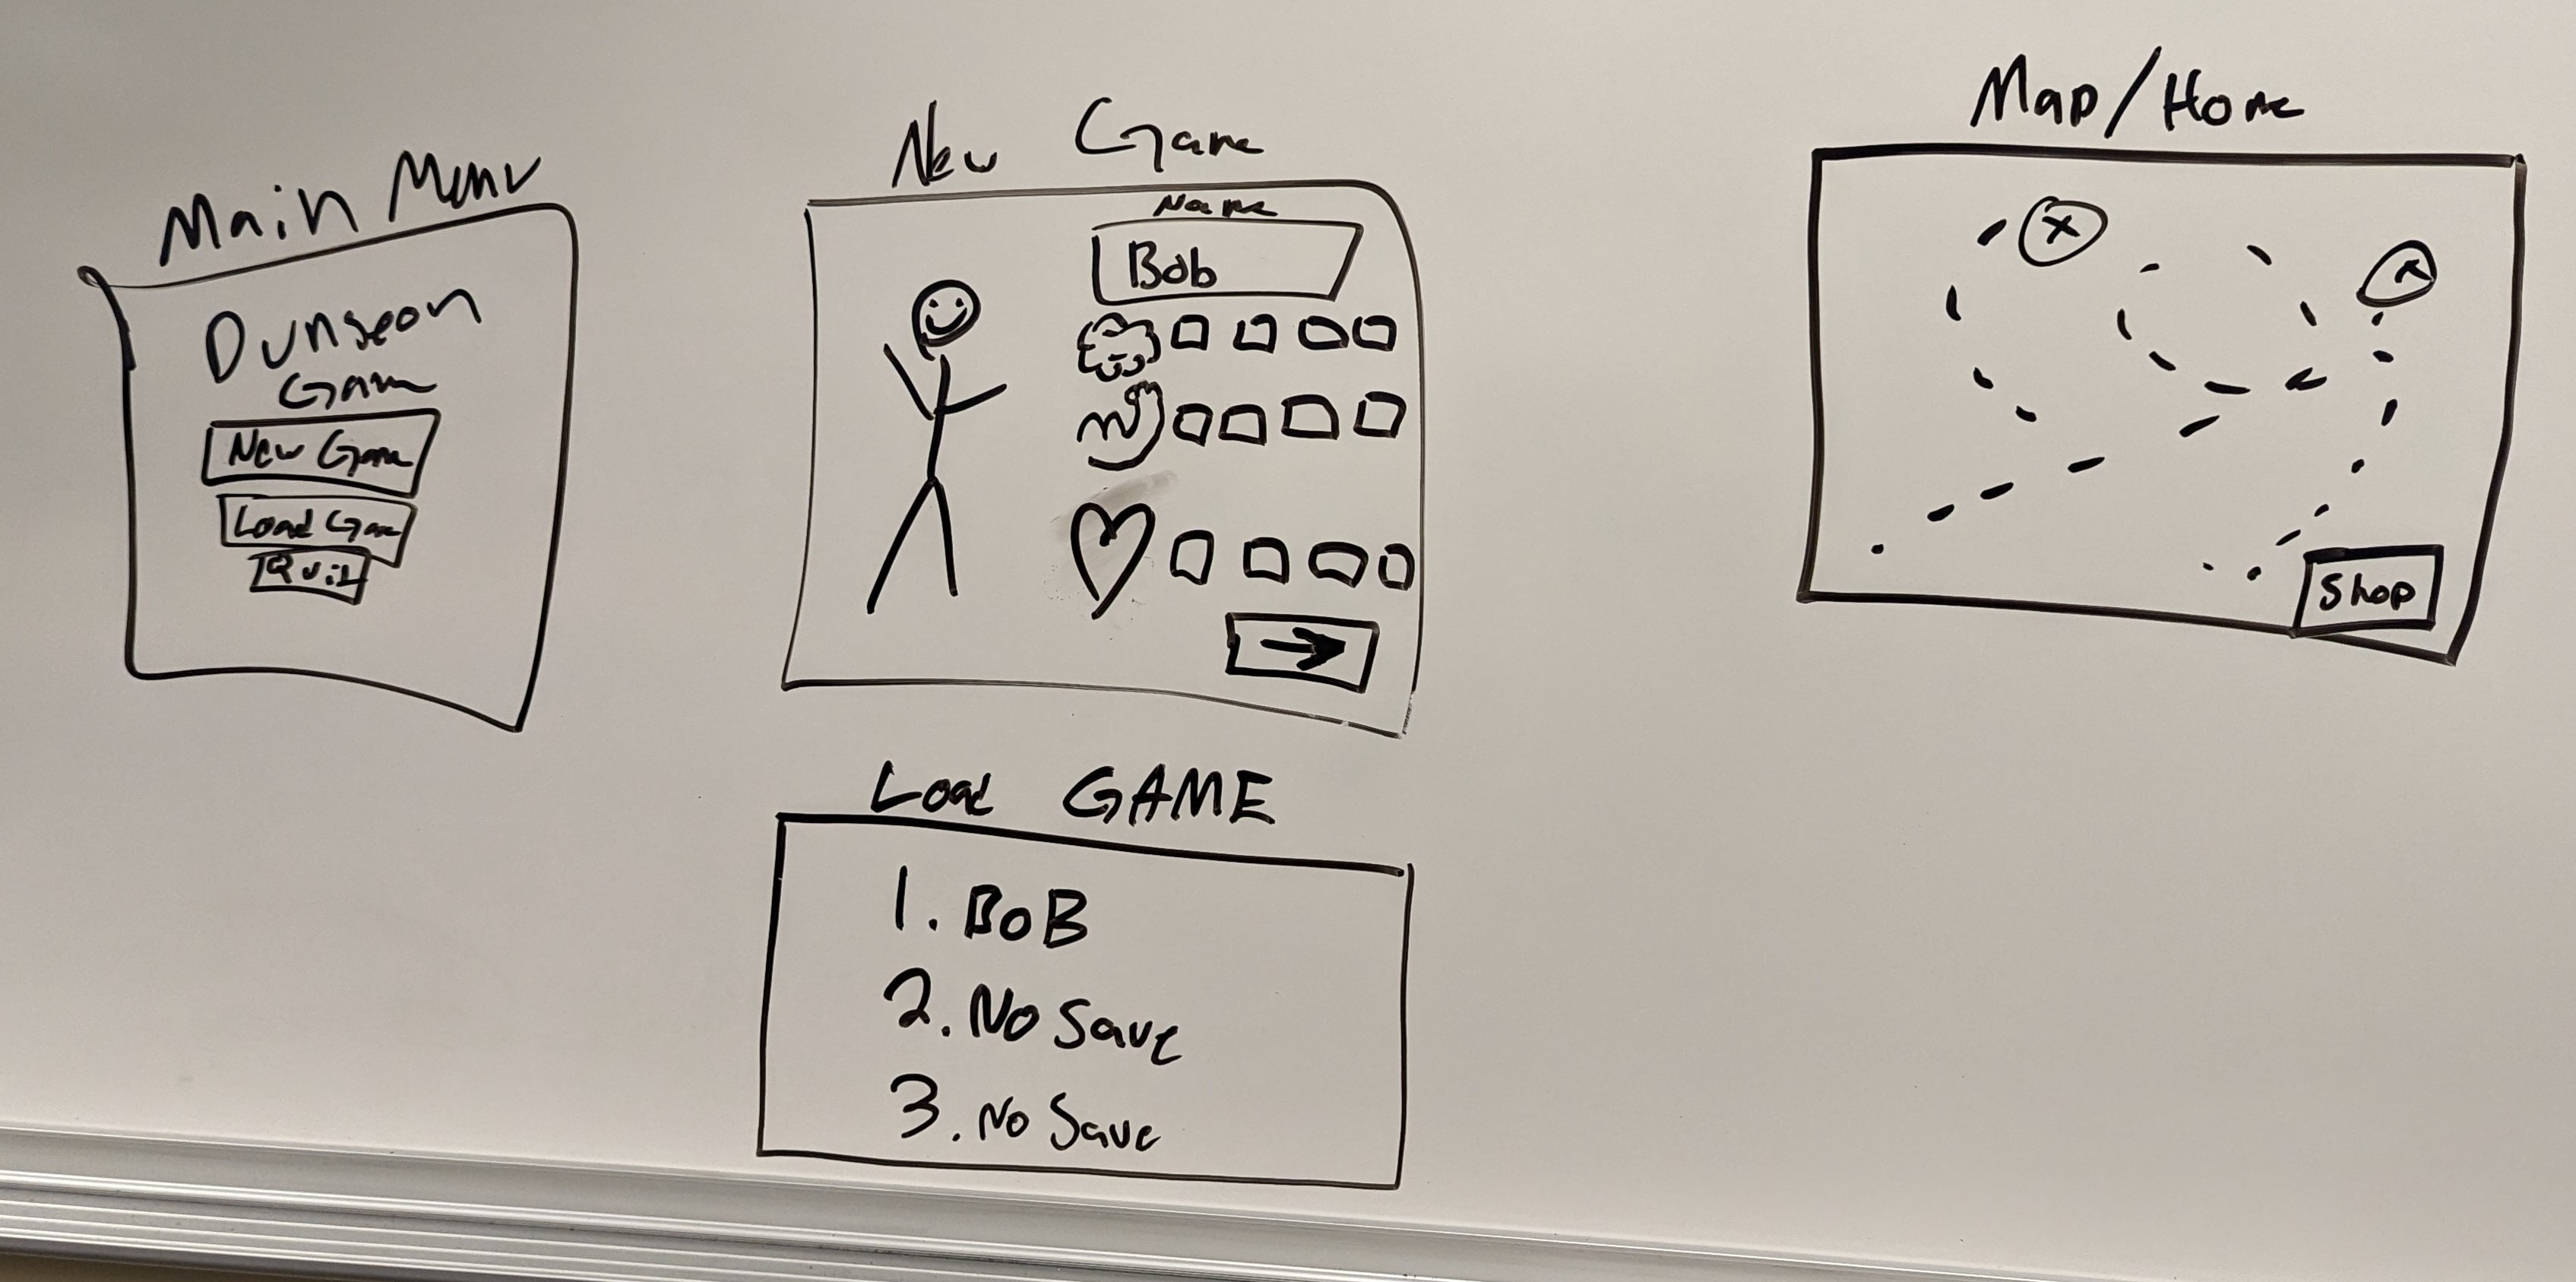 Main Menu
Dungeon
Game
New Game
Load Game
Quit
New Game
Name
Bob
Load GAME
1. BoB
2. No Save
3. No Save
Map/Home
x
x
Shop